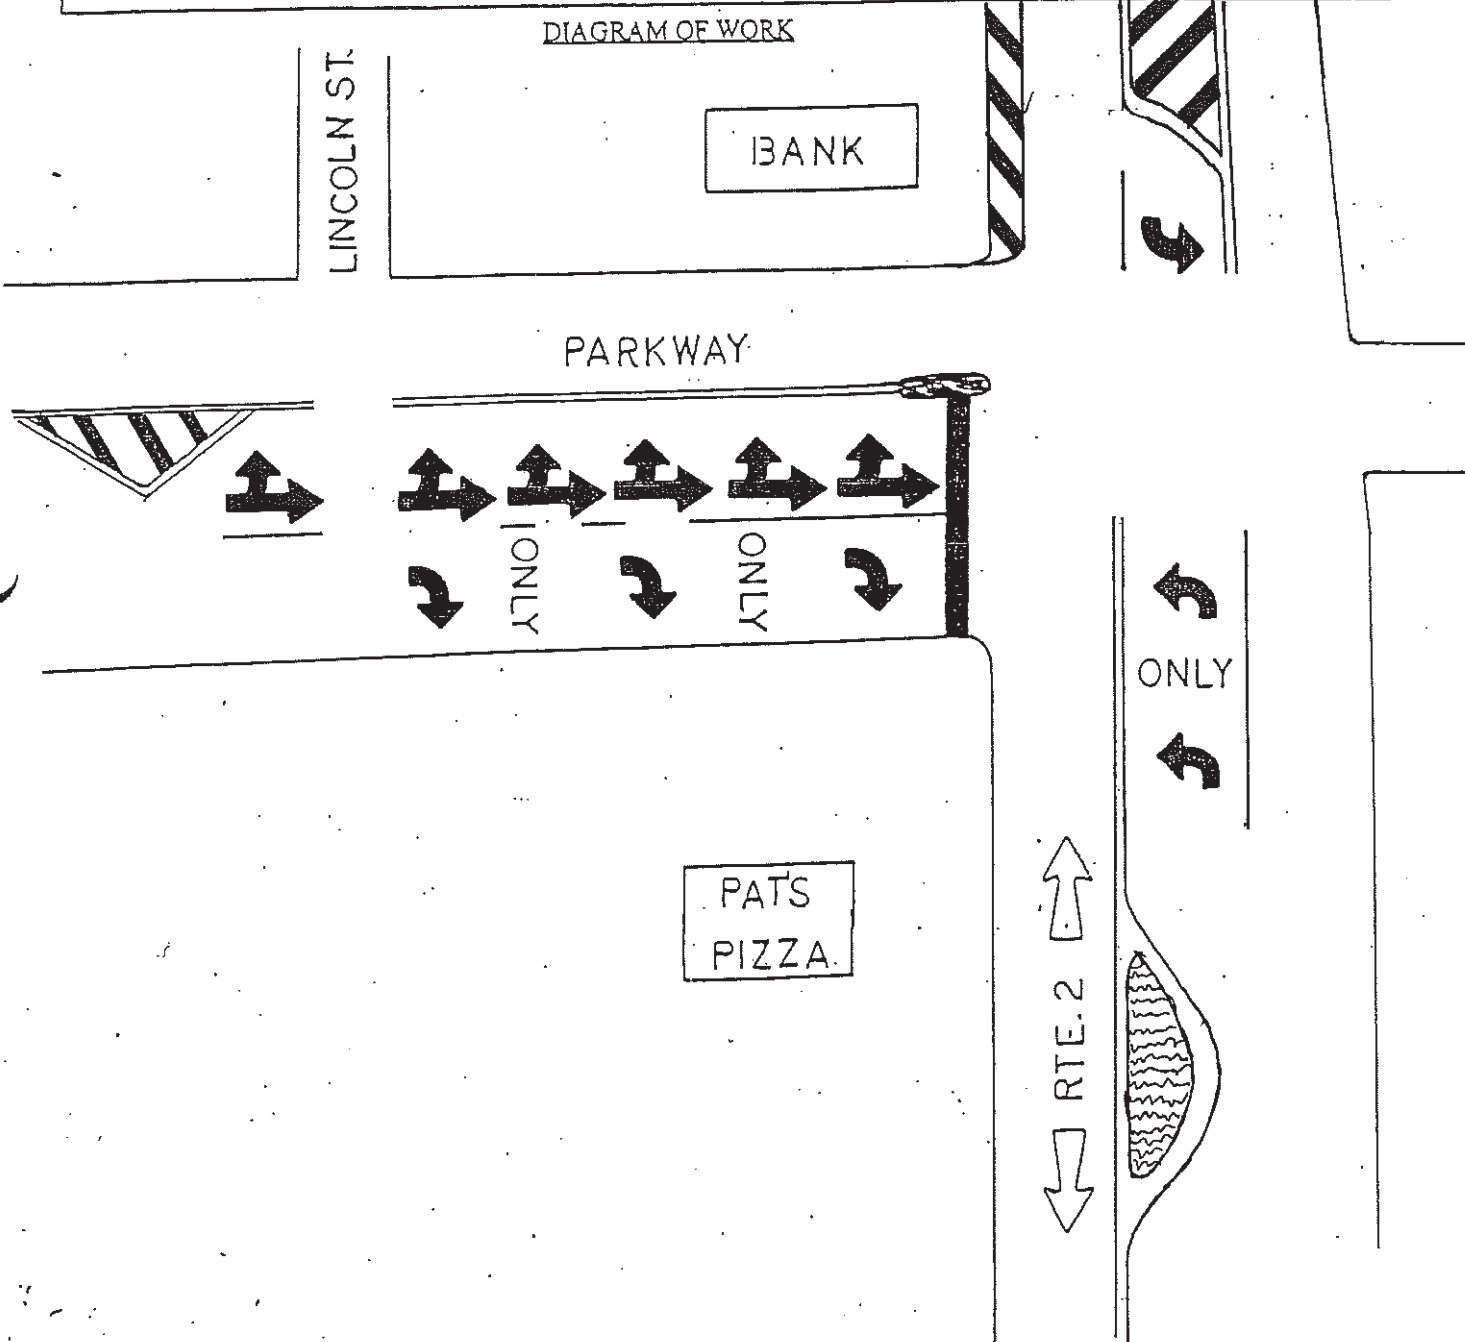 DIAGRAM OF WORK
LINCOLN ST.
BANK
PARKWAY
ONLY
ONLY
ONLY
PAT'S
PIZZA
RTE. 2